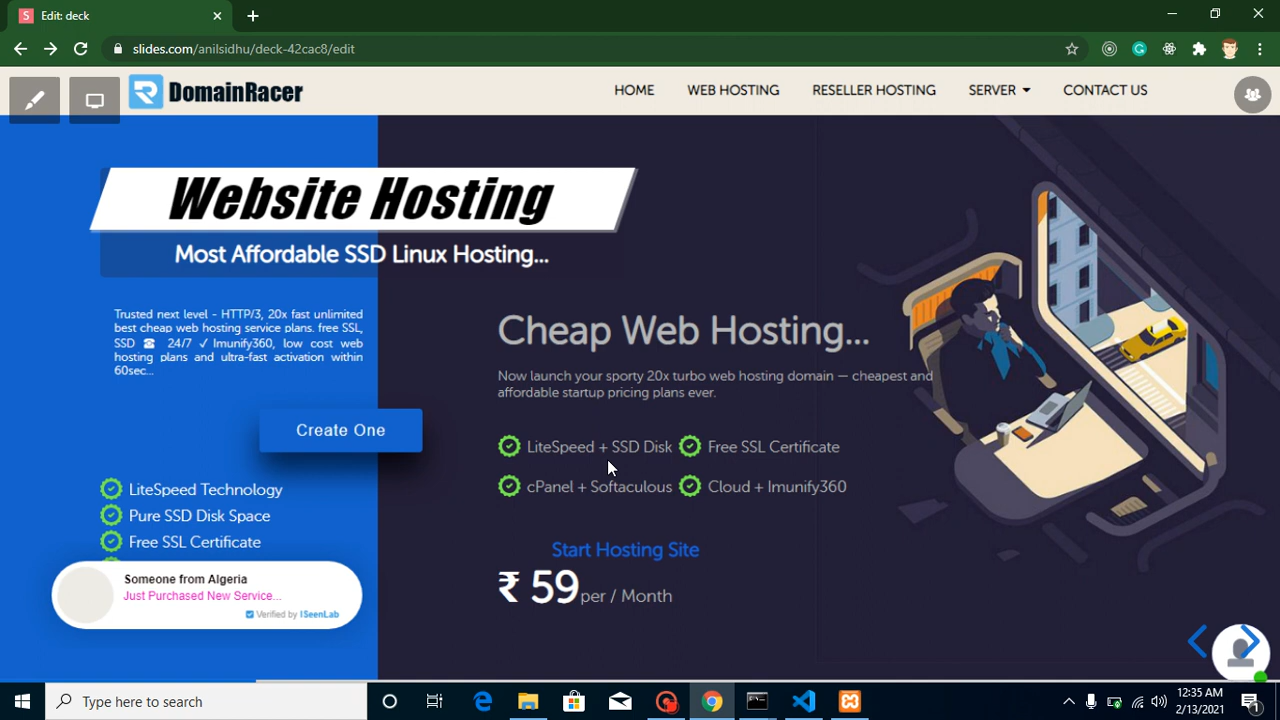 Edit: deck
slides.com/anilsidhu/deck-42cac8/edit
DomainRacer
HOME
WEB HOSTING
RESELLER HOSTING
SERVER
CONTACT US
Website Hosting
Most Affordable SSD Linux Hosting...
Trusted next level - HTTP/3, 20x fast unlimited
best cheap web hosting service plans. free SSL,
SSD ☎ 24/7 ✓ Imunify360, low cost web
hosting plans and ultra-fast activation within
60sec...
Create One
LiteSpeed Technology
Pure SSD Disk Space
Free SSL Certificate
Someone from Algeria
Just Purchased New Service...
Verified by ISeenLab
Cheap Web Hosting...
Now launch your sporty 20x turbo web hosting domain — cheapest and
affordable startup pricing plans ever.
LiteSpeed + SSD Disk
Free SSL Certificate
cPanel + Softaculous
Cloud + Imunify360
Start Hosting Site
₹ 59 per / Month
Type here to search
12:35 AM
2/13/2021